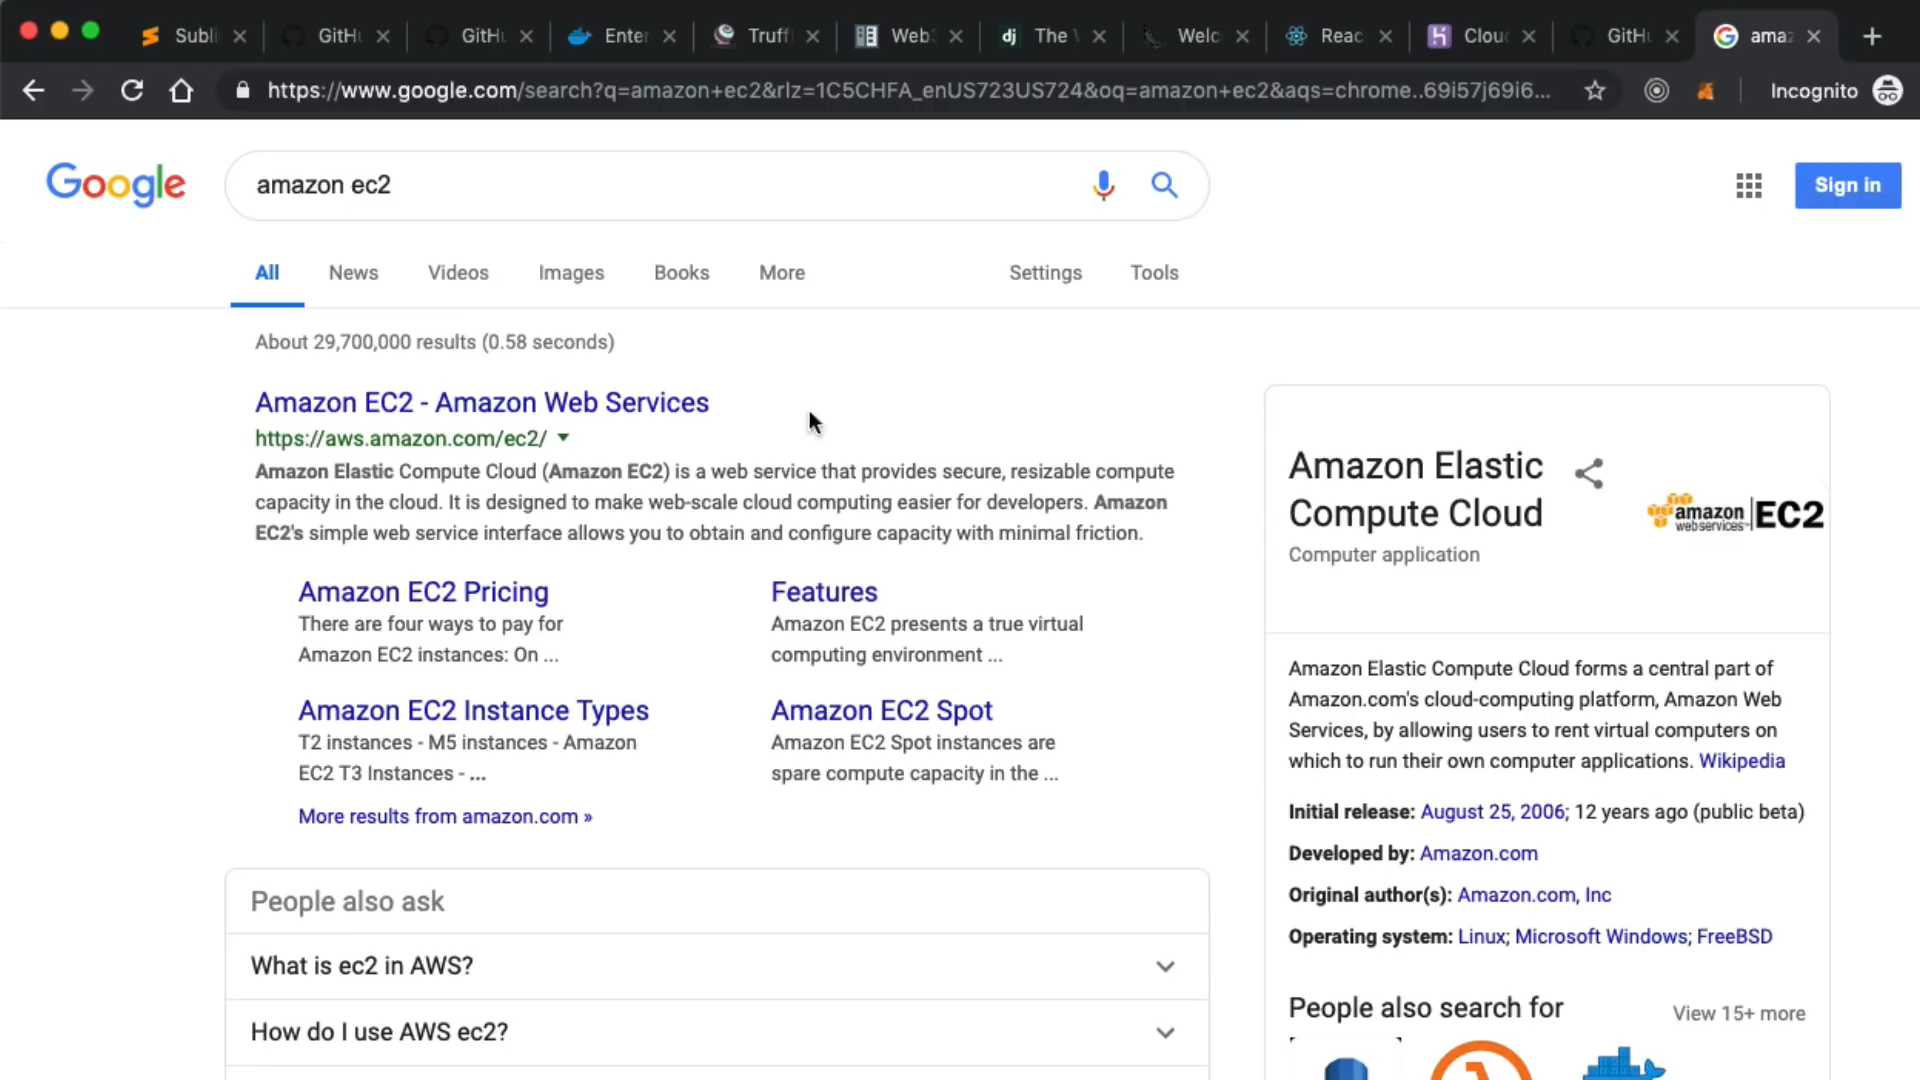 Subli
GitHu
GitHu
Enter
Truffl
Web3
dj
The
Welc
Reac
Clou
GitHu
amaz
https://www.google.com/search?q=amazon+ec2&rlz=1C5CHFA_enUS723US724&oq=amazon+ec2&aqs=chrome..69i57j69i6...
Incognito
Google
amazon ec2
Sign in
All
News
Videos
Images
Books
More
Settings
Tools
About 29,700,000 results (0.58 seconds)
Amazon EC2 - Amazon Web Services
https://aws.amazon.com/ec2/
Amazon Elastic Compute Cloud (Amazon EC2) is a web service that provides secure, resizable compute
capacity in the cloud. It is designed to make web-scale cloud computing easier for developers. Amazon
EC2's simple web service interface allows you to obtain and configure capacity with minimal friction.
Amazon EC2 Pricing
There are four ways to pay for
Amazon EC2 instances: On ...
Features
Amazon EC2 presents a true virtual
computing environment ...
Amazon EC2 Instance Types
T2 instances - M5 instances - Amazon
EC2 T3 Instances - ...
Amazon EC2 Spot
Amazon EC2 Spot instances are
spare compute capacity in the ...
More results from amazon.com »
People also ask
What is ec2 in AWS?
How do I use AWS ec2?
Amazon Elastic
Compute Cloud
Computer application
amazon
webservices™
EC2
Amazon Elastic Compute Cloud forms a central part of
Amazon.com's cloud-computing platform, Amazon Web
Services, by allowing users to rent virtual computers on
which to run their own computer applications. Wikipedia
Initial release: August 25, 2006; 12 years ago (public beta)
Developed by: Amazon.com
Original author(s): Amazon.com, Inc
Operating system: Linux; Microsoft Windows; FreeBSD
People also search for
View 15+ more